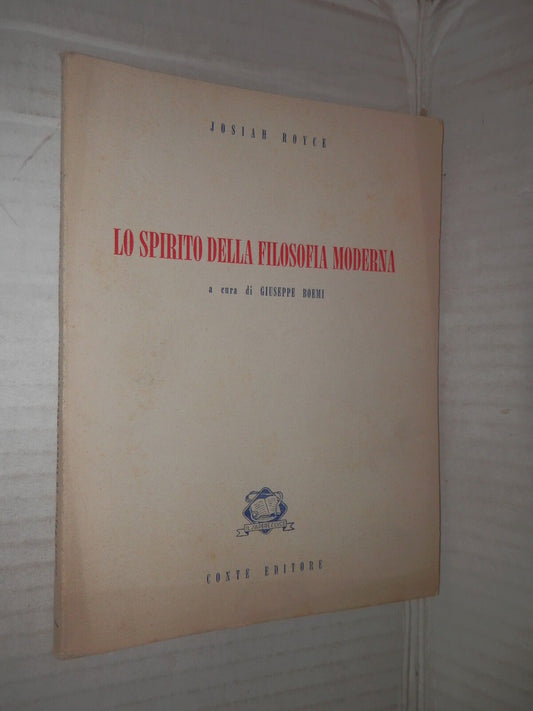 JOSIAH ROYCE
LO SPIRITO DELLA FILOSOFIA MODERNA
a cura di GIUSEPPE BOEMI
CONTE EDITORE